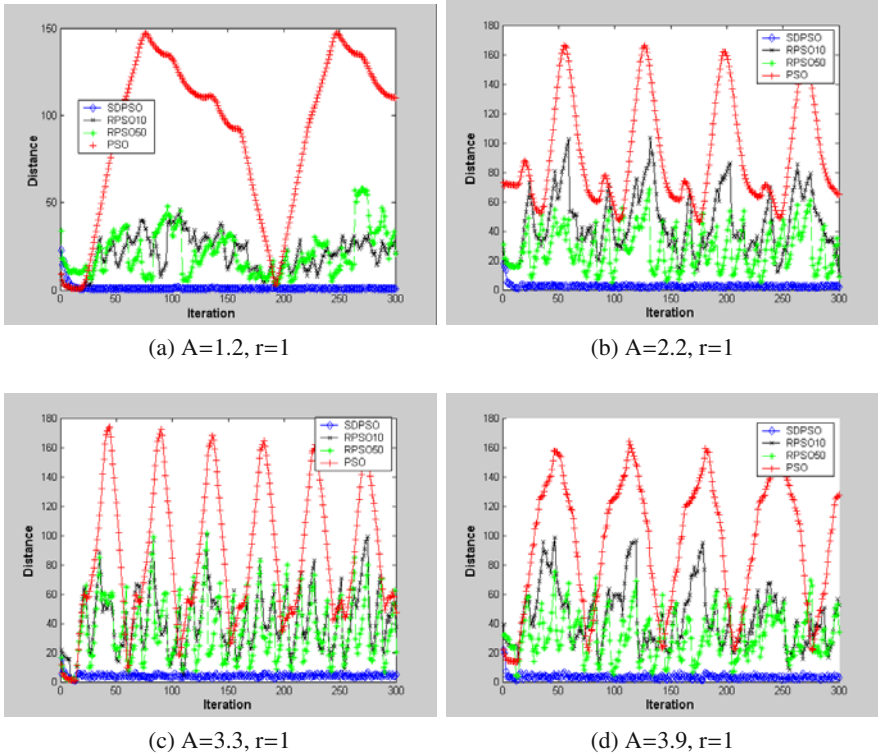 150
100
50
0
Distance
SDPSO
RPSO10
RPSO50
PSO
0 50 100 150 200 250 300
Iteration
(a) A=1.2, r=1
180
160
140
120
100
80
60
40
20
0
Distance
SDPSO
RPSO10
RPSO50
PSO
0 50 100 150 200 250 300
Iteration
(b) A=2.2, r=1
180
160
140
120
100
80
60
40
20
0
Distance
SDPSO
RPSO10
RPSO50
PSO
0 50 100 150 200 250 300
Iteration
(c) A=3.3, r=1
180
160
140
120
100
80
60
40
20
0
Distance
SDPSO
RPSO10
RPSO50
PSO
0 50 100 150 200 250 300
Iteration
(d) A=3.9, r=1